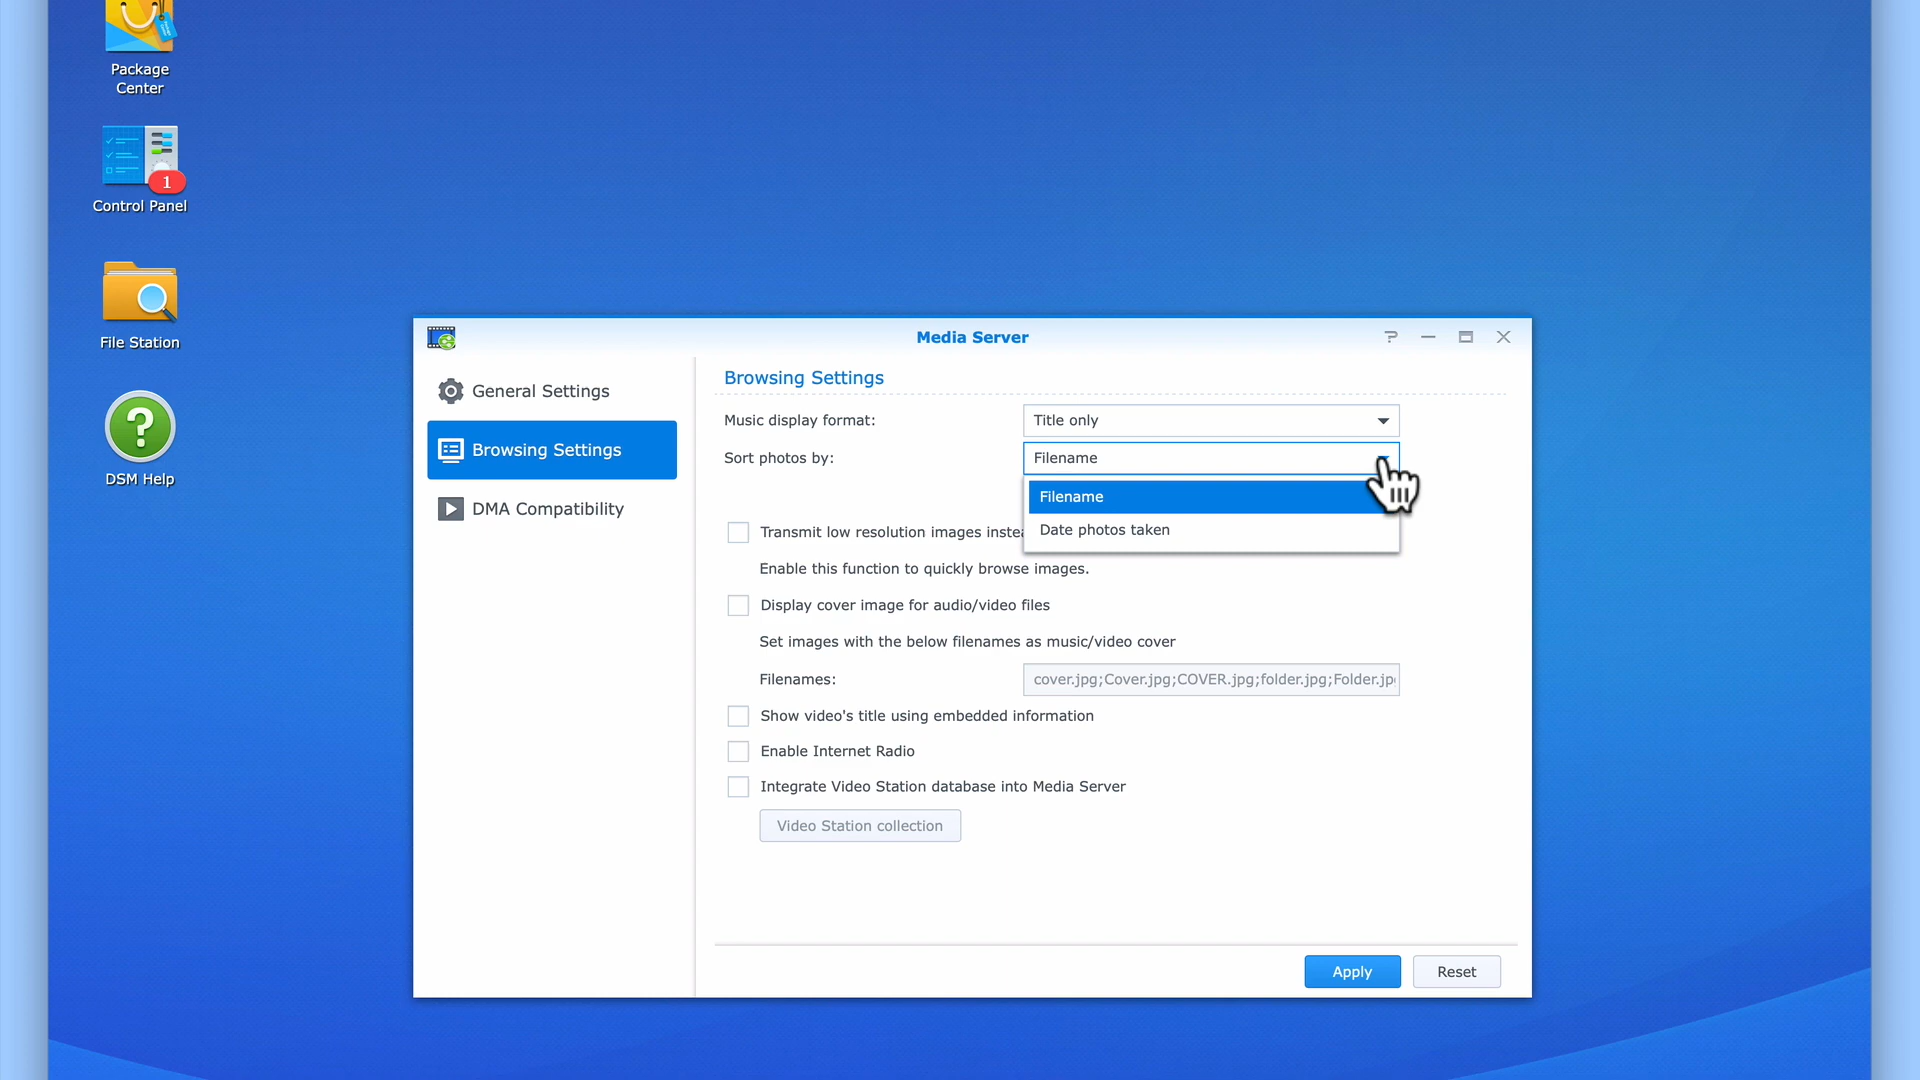 Package
Center
1
Control Panel
File Station
?
DSM Help
Media Server
?
General Settings
Browsing Settings
DMA Compatibility
Browsing Settings
Music display format: Title only
Sort photos by: Filename
Filename
Date photos taken
Transmit low resolution images
Enable this function to quickly browse images.
Display cover image for audio/video files
Set images with the below filenames as music/video cover
Filenames: cover.jpg;Cover.jpg;COVER.jpg;folder.jpg;Folder.jp
Show video's title using embedded information
Enable Internet Radio
Integrate Video Station database into Media Server
Video Station collection
Apply Reset